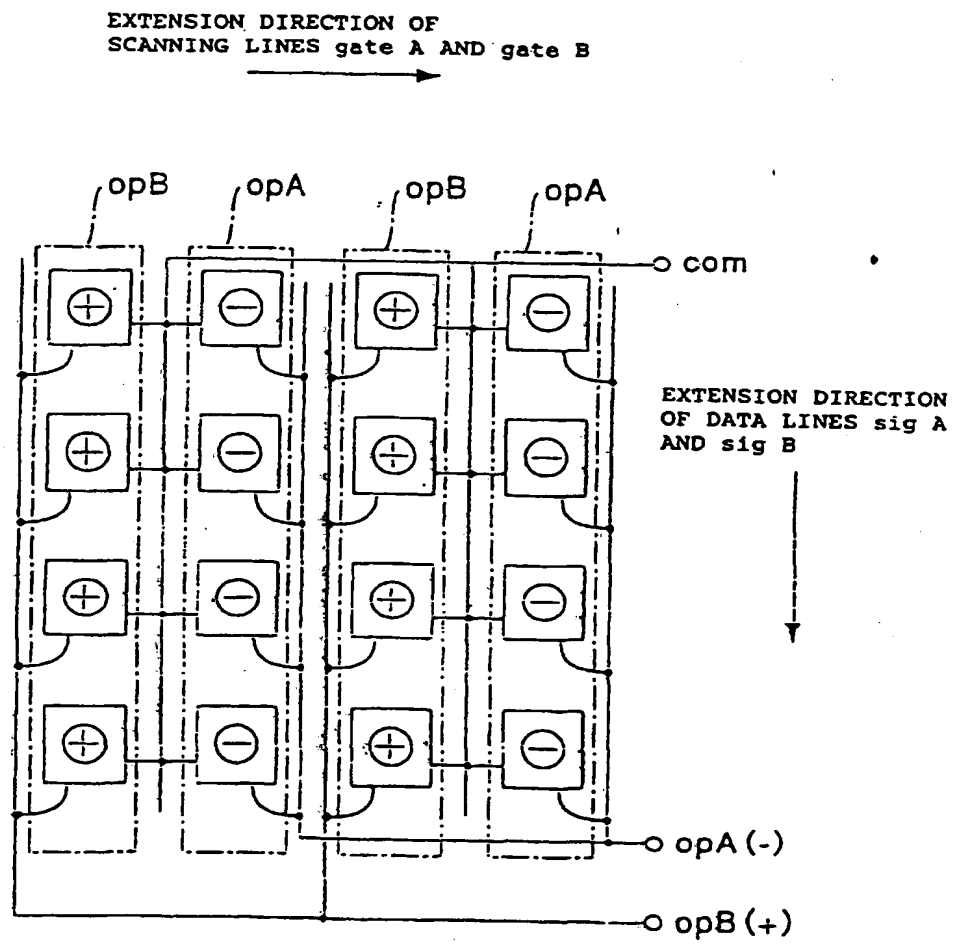 EXTENSION DIRECTION OF
SCANNING LINES gate A AND gate B
opB
opA
opB
opA
com
+
−
+
−
EXTENSION DIRECTION
OF DATA LINES sig A
AND sig B
+
−
+
−
+
−
+
−
+
−
+
−
opA (-)
opB (+)